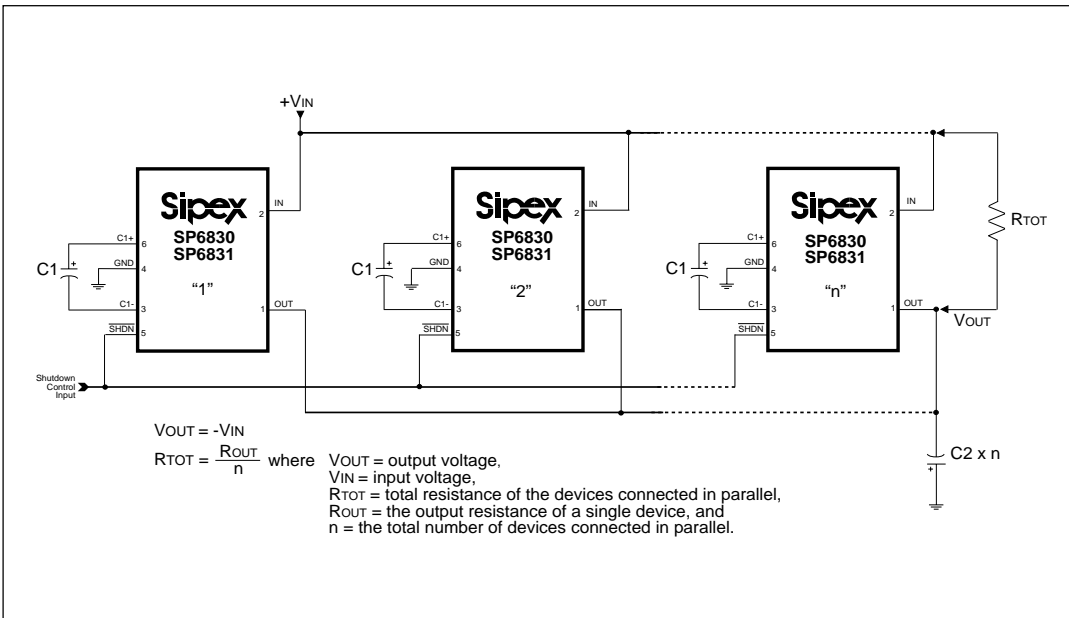 +VIN
Sipex
SP6830
SP6831
"1"
IN
2
C1+
6
GND
4
C1-
3
SHDN
5
OUT
1
C1
+
Sipex
SP6830
SP6831
"2"
IN
2
C1+
6
GND
4
C1-
3
SHDN
5
OUT
1
C1
+
Sipex
SP6830
SP6831
"n"
IN
2
C1+
6
GND
4
C1-
3
SHDN
5
OUT
1
C1
+
RTOT
VOUT
Shutdown
Control
Input
C2 x n
+
VOUT = -VIN
RTOT = ROUT
n
where VOUT = output voltage,
VIN = input voltage,
RTOT = total resistance of the devices connected in parallel,
ROUT = the output resistance of a single device, and
n = the total number of devices connected in parallel.